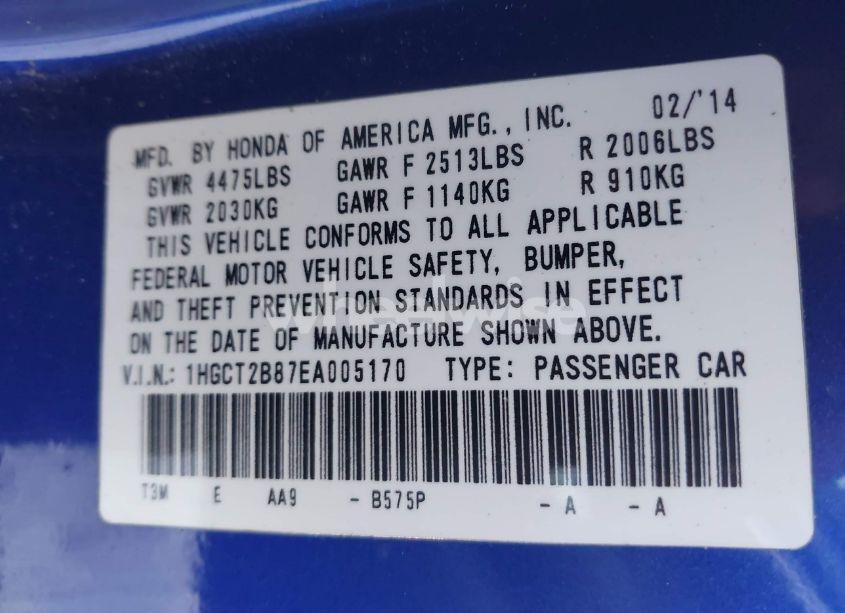 MFD. BY HONDA OF AMERICA MFG., INC. 02/'14
GVWR 4475LBS GAWR F 2513LBS R 2006LBS
GVWR 2030KG GAWR F 1140KG R 910KG
THIS VEHICLE CONFORMS TO ALL APPLICABLE
FEDERAL MOTOR VEHICLE SAFETY, BUMPER,
AND THEFT PREVENTION STANDARDS IN EFFECT
ON THE DATE OF MANUFACTURE SHOWN ABOVE.
V.I.N.: 1HGCT2B87EA005170 TYPE: PASSENGER CAR
T3M E AA9 - B575P - A - A
wheelwise